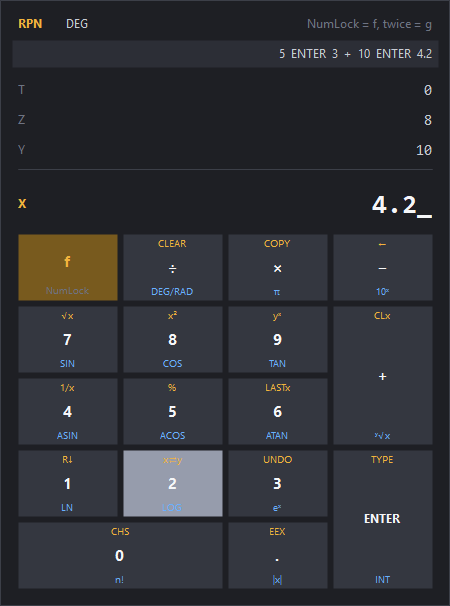 RPN DEG NumLock = f, twice = g
5 ENTER 3 + 10 ENTER 4.2
T 0
Z 8
Y 10
X 4.2_
CLEAR COPY ←
f ÷ × −
NumLock DEG/RAD π 10ˣ
√x x² yˣ CLx
7 8 9
SIN COS TAN
+
1/x % LASTx
4 5 6
ASIN ACOS ATAN ʸ√x
R↓ x⇄y UNDO TYPE
1 2 3
LN LOG eˣ
ENTER
CHS EEX
0 .
n! |x| INT